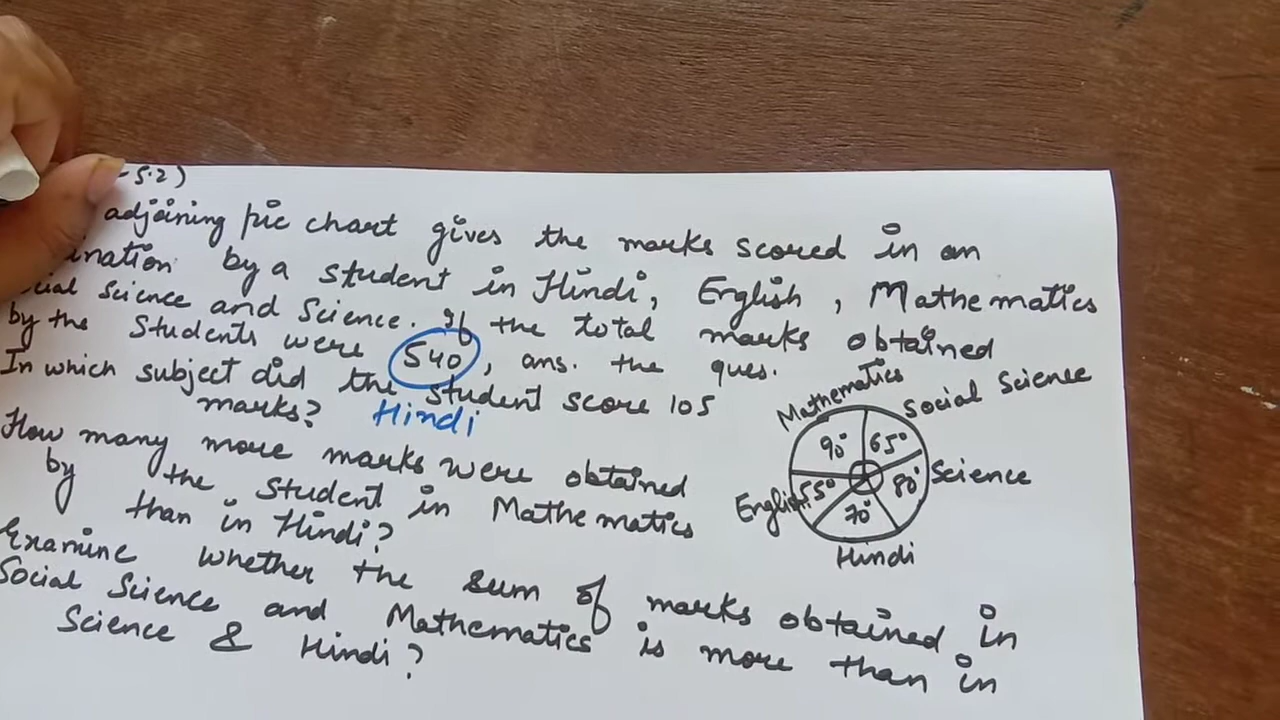 5.2)
adjoining pie chart gives the marks scored in an
ination by a student in Hindi, English, Mathematics
cial Science and Science. If the total marks obtained
by the Students were 540, ans. the ques.
In which subject did the student score 105
marks? Hindi
How many more marks were obtained
by the student in Mathematics
than in Hindi?
Examine whether the sum of marks obtained in
Social Science and Mathematics is more than in
Science & Hindi?
Mathematics
Social Science
90°
65°
English
55°
80°
Science
70°
Hindi